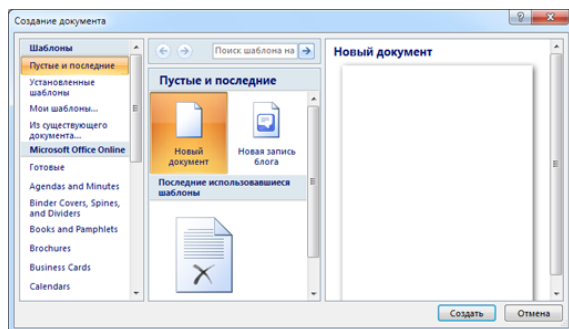 Создание документа
Шаблоны
Пустые и последние
Установленные
шаблоны
Мои шаблоны...
Из существующего
документа...
Microsoft Office Online
Готовые
Agendas and Minutes
Binder Covers, Spines,
and Dividers
Books and Pamphlets
Brochures
Business Cards
Calendars
Поиск шаблона на
Пустые и последние
Новый
документ
Новая запись
блога
Последние использовавшиеся
шаблоны
Новый документ
Создать
Отмена